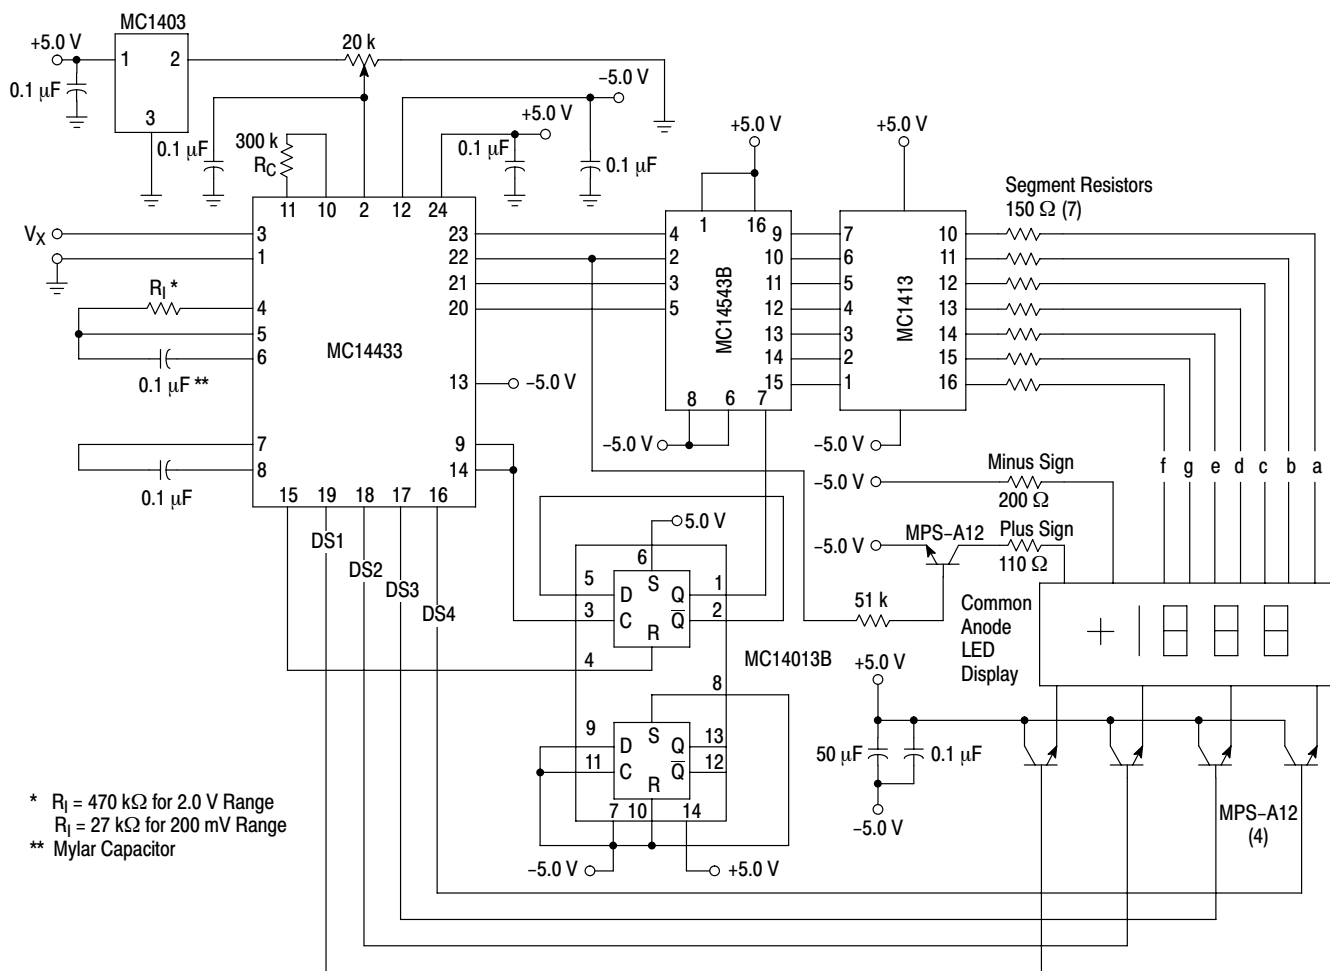 MC1403
+5.0 V
1
2
3
0.1 µF
20 k
−5.0 V
+5.0 V
0.1 µF
300 k
RC
0.1 µF
0.1 µF
11 10 2 12 24
VX
3
1
RI *
4
5
6
0.1 µF **
7
8
0.1 µF
MC14433
23
22
21
20
13
−5.0 V
9
14
15 19 18 17 16
DS1
DS2
DS3
DS4
+5.0 V
1 16
4
2
3
5
MC14543B
9
10
11
12
13
14
15
8 6 7
−5.0 V
+5.0 V
7
6
5
4
3
2
1
MC1413
10
11
12
13
14
15
16
−5.0 V
Segment Resistors
150 Ω (7)
f g e d c b a
−5.0 V
Minus Sign
200 Ω
−5.0 V
MPS−A12
Plus Sign
110 Ω
51 k
Common
Anode
LED
Display
5.0 V
6
5 D S Q 1
3 C R Q 2
4
MC14013B
8
9 D S Q 13
11 C R Q 12
7 10 14
−5.0 V
+5.0 V
+5.0 V
50 µF
0.1 µF
−5.0 V
MPS−A12
(4)
* RI = 470 kΩ for 2.0 V Range
RI = 27 kΩ for 200 mV Range
** Mylar Capacitor